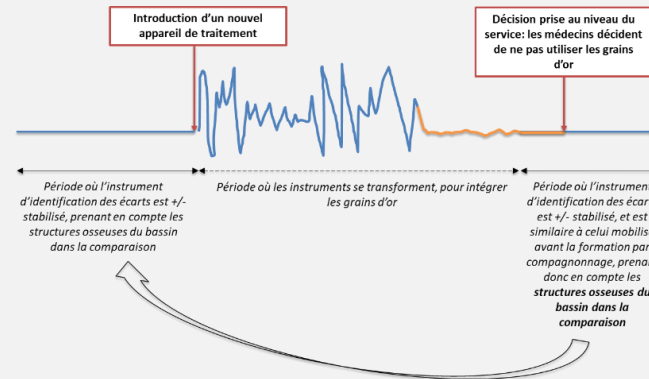 Introduction d'un nouvel
appareil de traitement
Décision prise au niveau du
service: les médecins décident
de ne pas utiliser les grains
d'or
Période où l'instrument
d'identification des écarts est +/-
stabilisé, prenant en compte les
structures osseuses du bassin
dans la comparaison
Période où les instruments se transforment, pour intégrer
les grains d'or
Période où l'instrument
d'identification des écarts
est +/- stabilisé, et est
similaire à celui mobilisé
avant la formation par
compagnonnage, prenant
donc en compte les
structures osseuses du
bassin dans la
comparaison